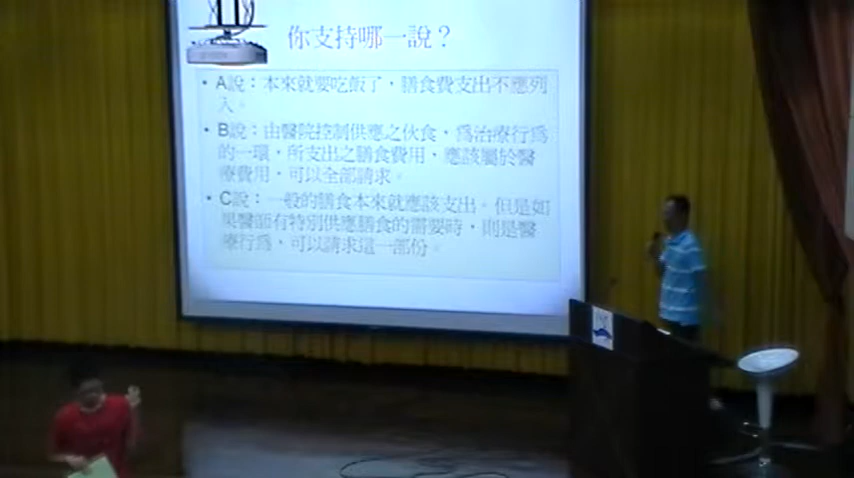 你支持哪一說？
• A說：本來就要吃飯了，膳食費支出不應列
入。
• B說：由醫院控制供應之伙食，為治療行為
的一環，所支出之膳食費用，應該屬於醫
療費用，可以全部請求。
• C說：一般的膳食本來就應該支出。但是如
果醫師有特別供應膳食的需要時，則是醫
療行為，可以請求這一部份。